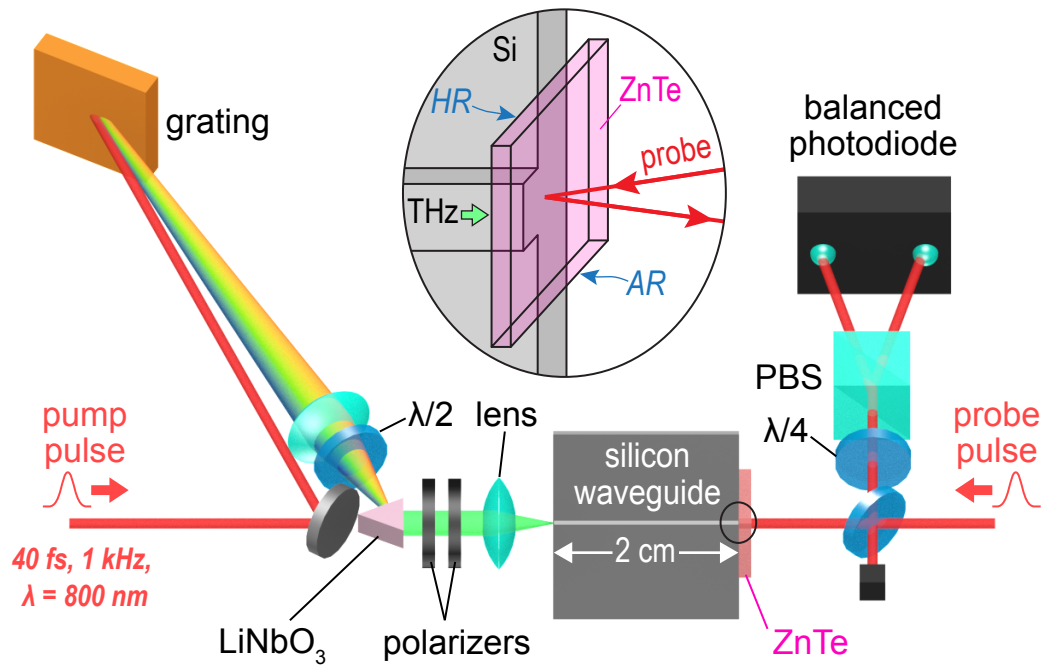 grating
pump
pulse
40 fs, 1 kHz,
λ = 800 nm
λ/2
LiNbO₃
polarizers
lens
Si
HR
ZnTe
probe
THz
AR
silicon
waveguide
2 cm
ZnTe
balanced
photodiode
PBS
λ/4
probe
pulse